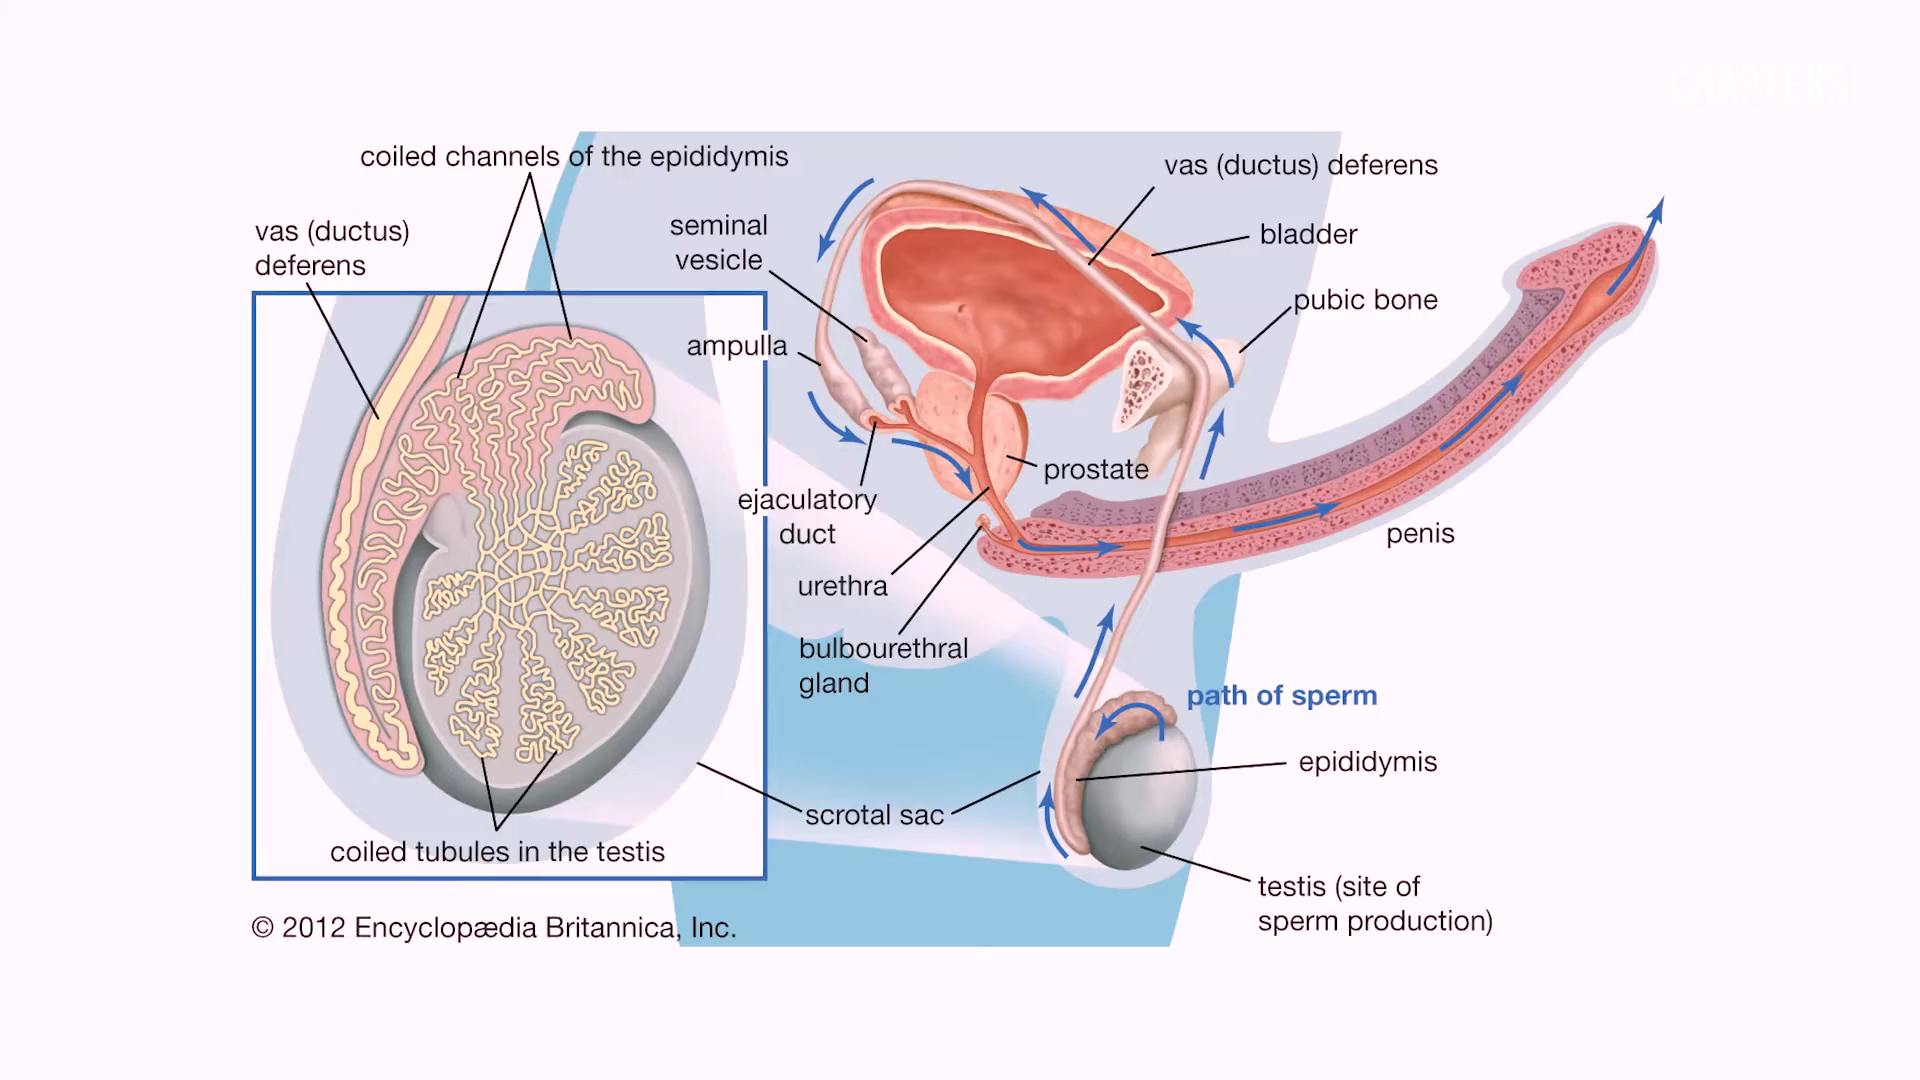 coiled channels of the epididymis
vas (ductus)
deferens
seminal
vesicle
ampulla
vas (ductus) deferens
bladder
pubic bone
prostate
ejaculatory
duct
urethra
bulbourethral
gland
penis
path of sperm
epididymis
scrotal sac
coiled tubules in the testis
testis (site of
sperm production)
© 2012 Encyclopædia Britannica, Inc.